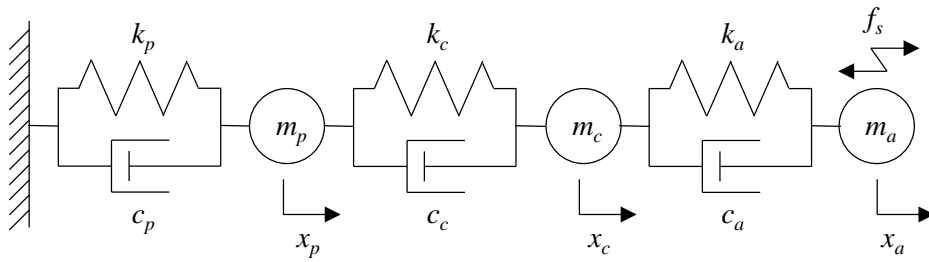 k_p k_c k_a f_s
m_p m_c m_a
c_p c_c c_a
x_p x_c x_a